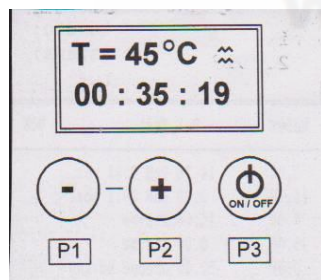 T = 45°C ♒
00 : 35 : 19
- – +
ON / OFF
P1 P2 P3